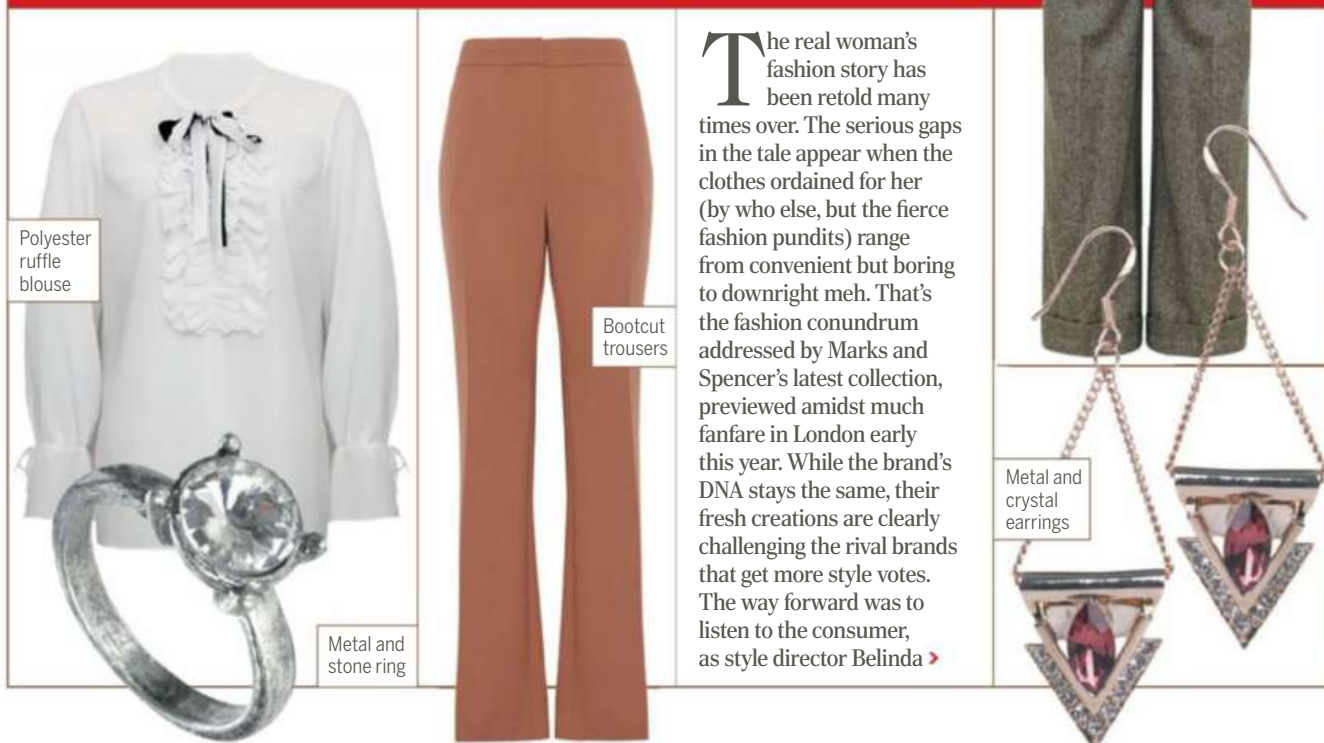 Polyester
ruffle
blouse
Metal and
stone ring
Bootcut
trousers
The real woman's
fashion story has
been retold many
times over. The serious gaps
in the tale appear when the
clothes ordained for her
(by who else, but the fierce
fashion pundits) range
from convenient but boring
to downright meh. That's
the fashion conundrum
addressed by Marks and
Spencer's latest collection,
previewed amidst much
fanfare in London early
this year. While the brand's
DNA stays the same, their
fresh creations are clearly
challenging the rival brands
that get more style votes.
The way forward was to
listen to the consumer,
as style director Belinda >
Metal and
crystal
earrings